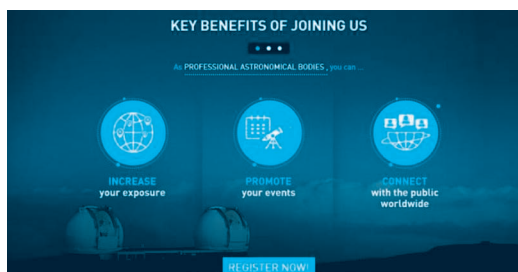 KEY BENEFITS OF JOINING US
As PROFESSIONAL ASTRONOMICAL BODIES , you can ...
INCREASE
your exposure
PROMOTE
your events
CONNECT
with the public
worldwide
REGISTER NOW!